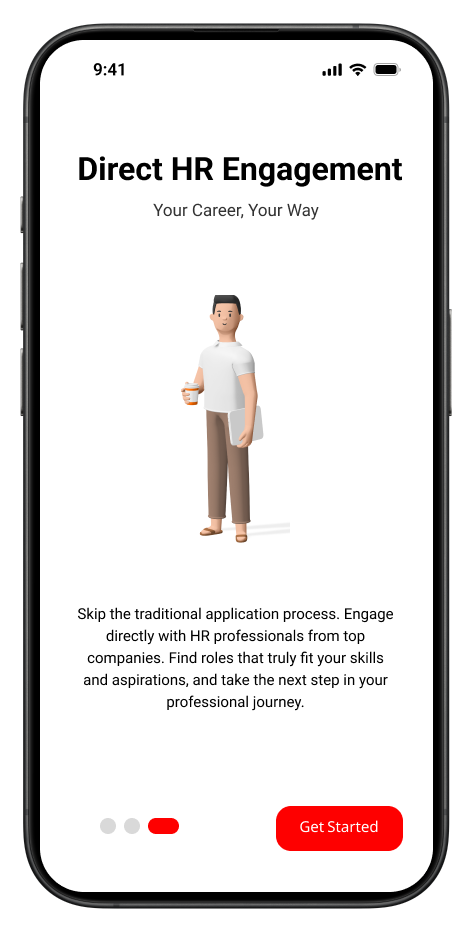 9:41
Direct HR Engagement
Your Career, Your Way
Skip the traditional application process. Engage
directly with HR professionals from top
companies. Find roles that truly fit your skills
and aspirations, and take the next step in your
professional journey.
Get Started